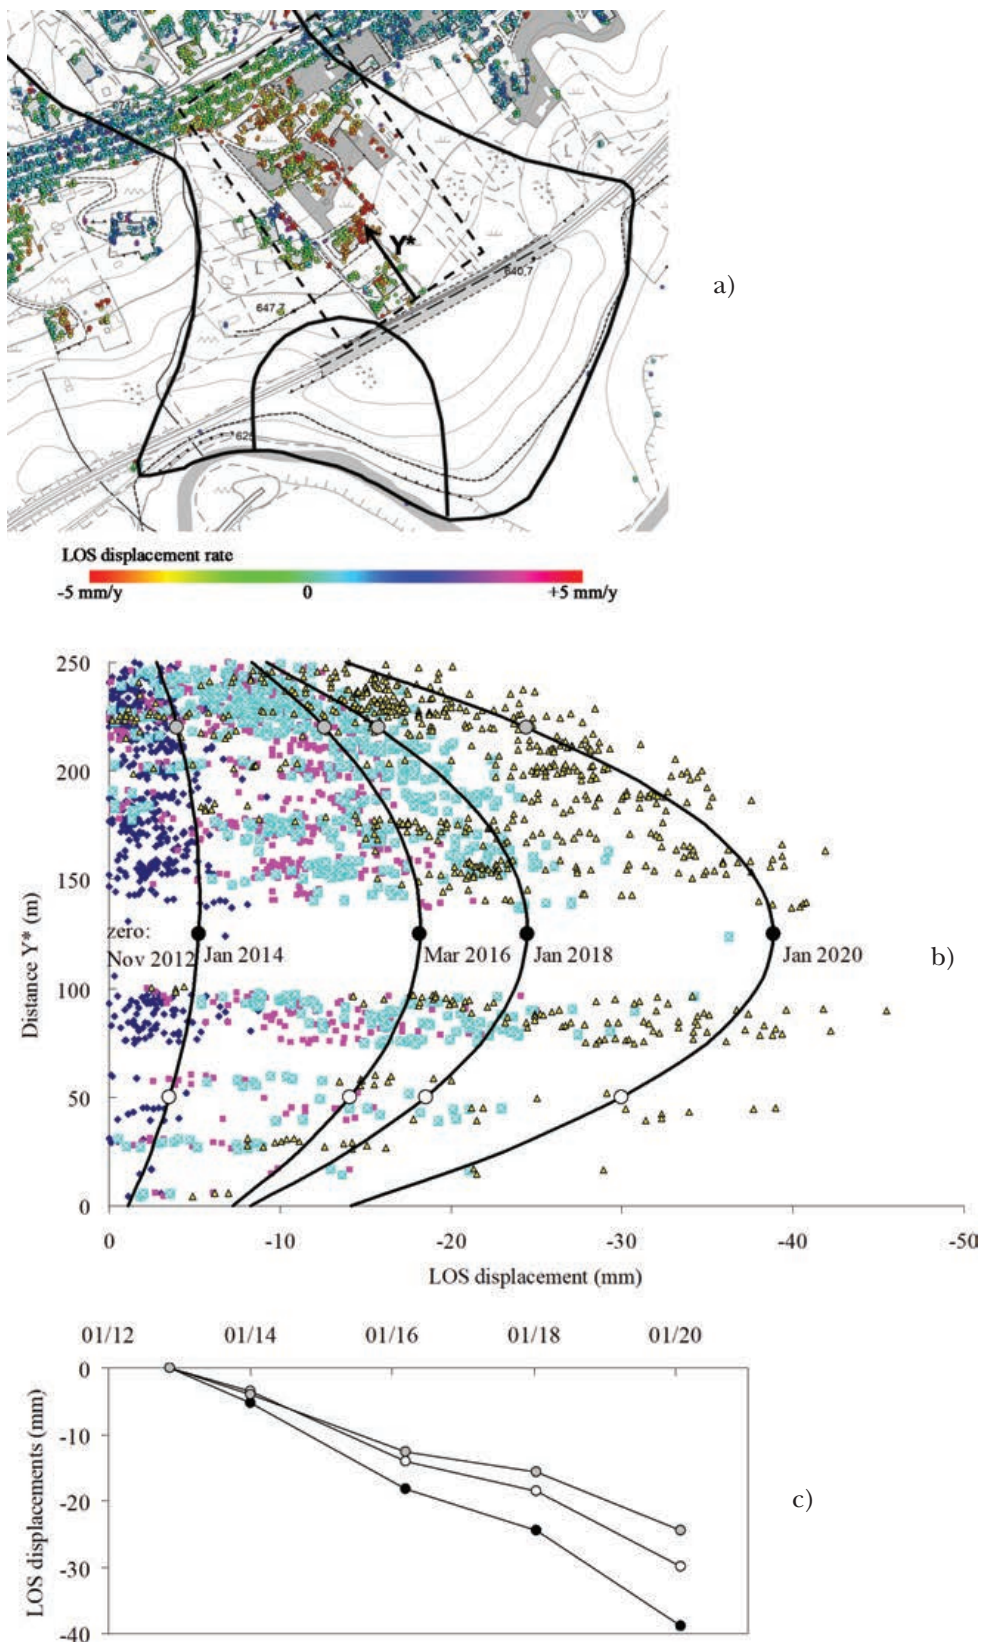 Y*
640,7
647,7
a)
LOS displacement rate
-5 mm/y 0 +5 mm/y
250
200
150
100
50
0
Distance Y* (m)
zero:
Nov 2012
Jan 2014
Mar 2016
Jan 2018
Jan 2020
b)
0 -10 -20 -30 -40 -50
LOS displacement (mm)
01/12 01/14 01/16 01/18 01/20
0
-10
-20
-30
-40
LOS displacements (mm)
c)